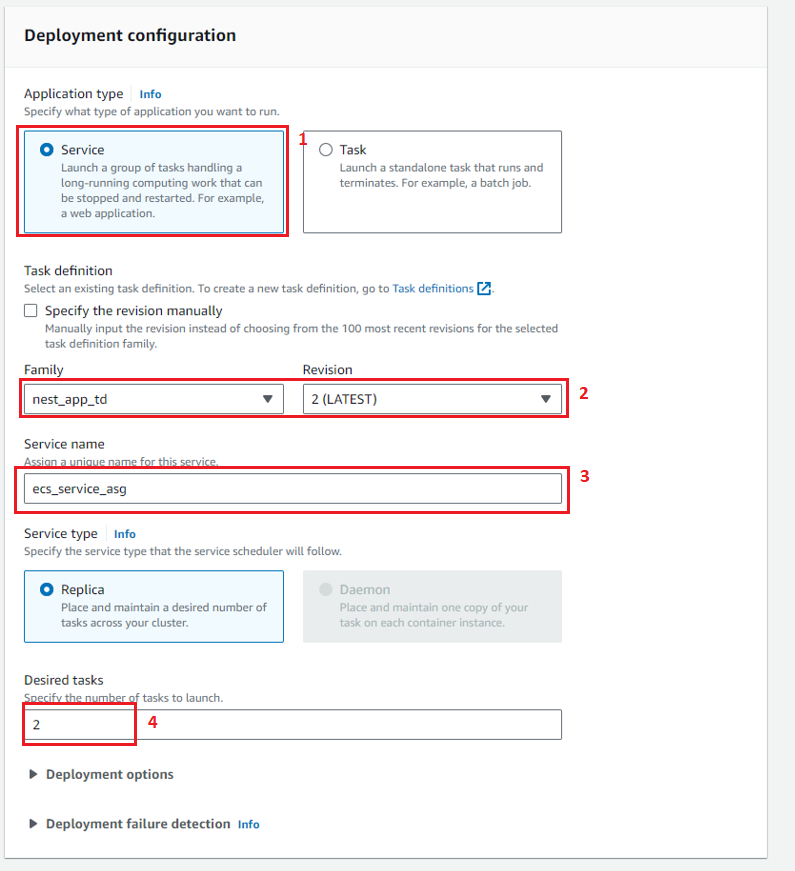 Deployment configuration
Application type Info
Specify what type of application you want to run.
1
Service
Launch a group of tasks handling a
long-running computing work that can
be stopped and restarted. For example,
a web application.
Task
Launch a standalone task that runs and
terminates. For example, a batch job.
Task definition
Select an existing task definition. To create a new task definition, go to Task definitions.
Specify the revision manually
Manually input the revision instead of choosing from the 100 most recent revisions for the selected
task definition family.
Family
nest_app_td
Revision
2 (LATEST)
2
Service name
Assign a unique name for this service.
3
ecs_service_asg
Service type Info
Specify the service type that the service scheduler will follow.
Replica
Place and maintain a desired number of
tasks across your cluster.
Daemon
Place and maintain one copy of your
task on each container instance.
Desired tasks
Specify the number of tasks to launch.
2
4
Deployment options
Deployment failure detection Info